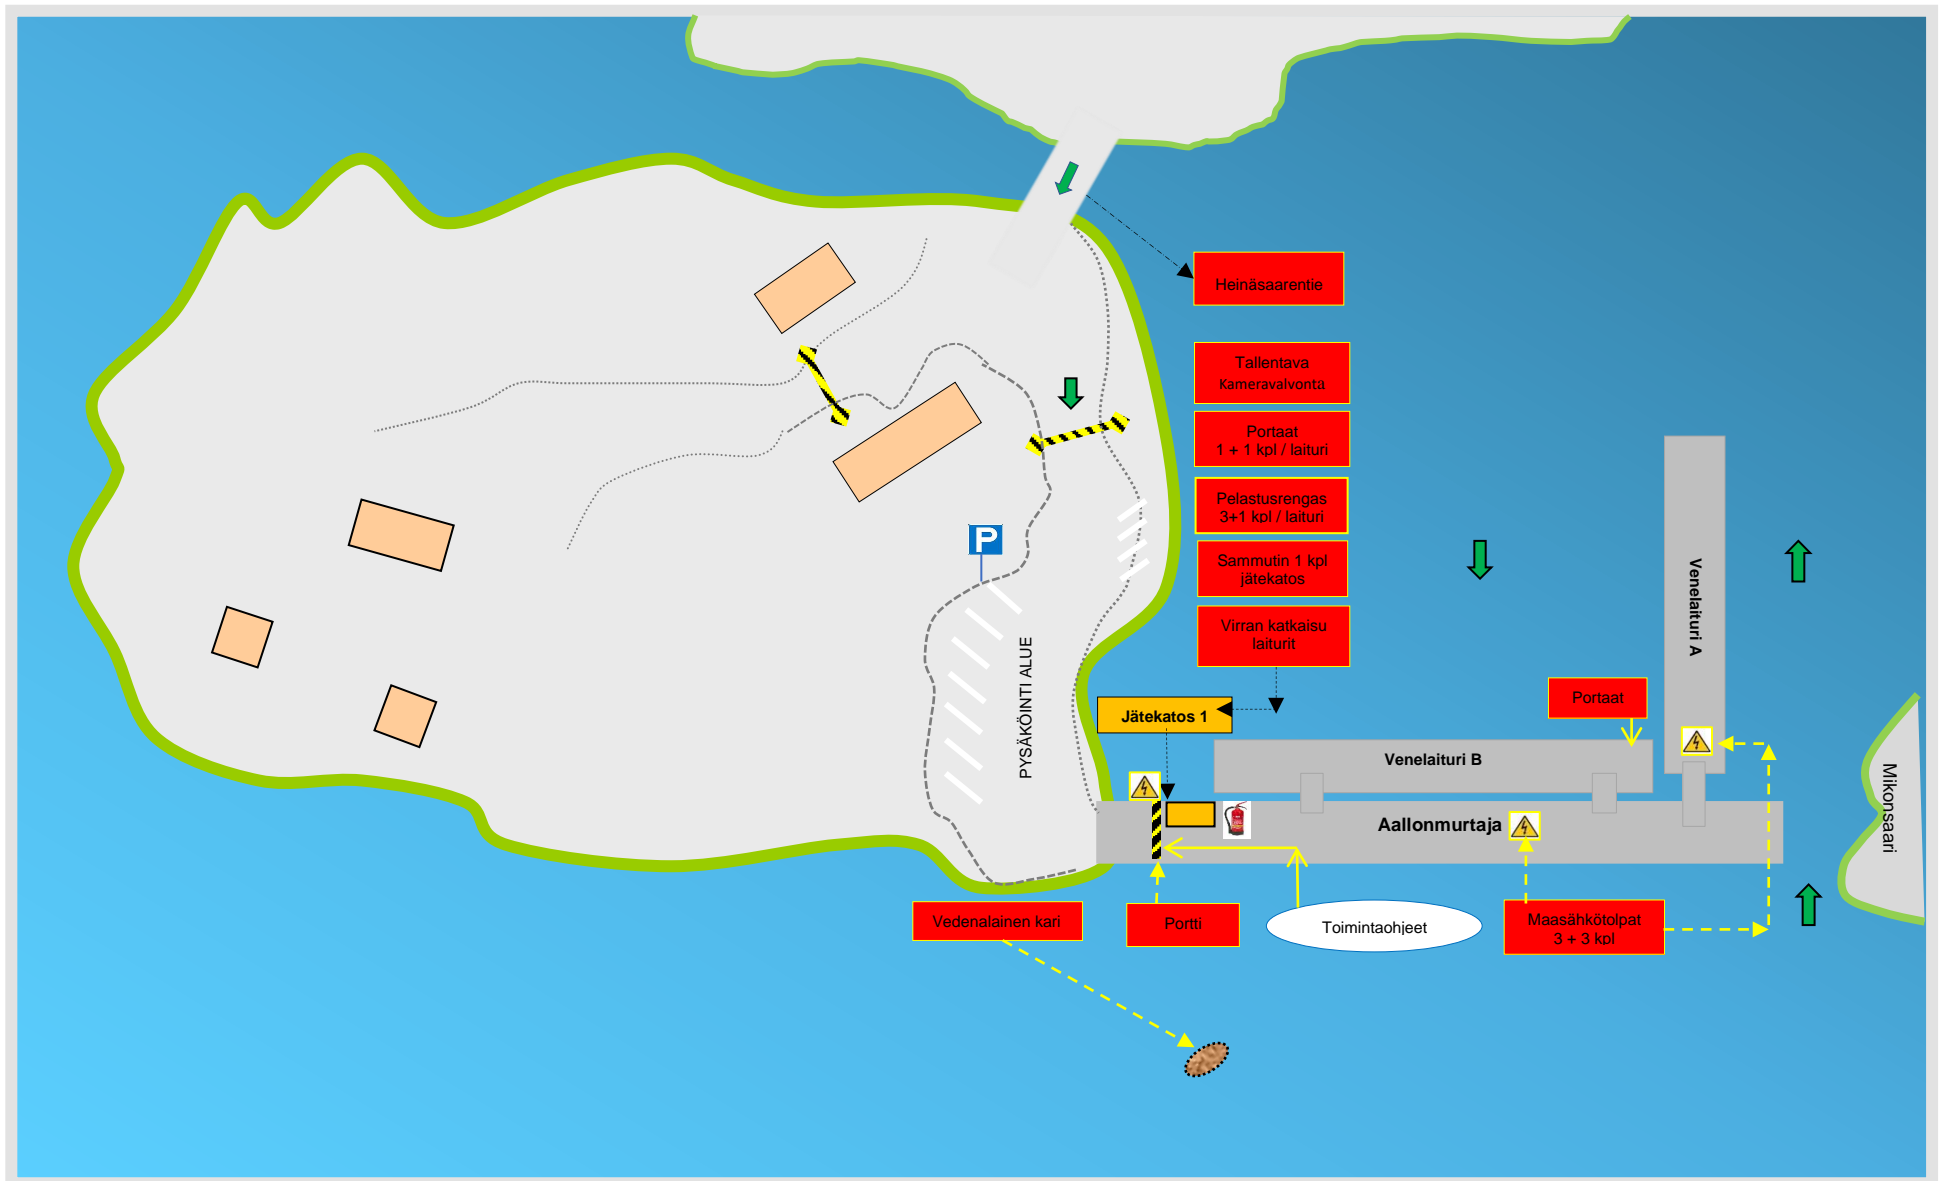 Heinäsaarentie
Tallentava
Kameravalvonta
Portaat
1 + 1 kpl / laituri
Pelastusrengas
3+1 kpl / laituri
Sammutin 1 kpl
jätekatos
Virran katkaisu
laiturit
P
PYSÄKÖINTI ALUE
Jätekatos 1
Portaat
Venelaituri A
Venelaituri B
Aallonmurtaja
Mikonsaari
Vedenalainen kari
Portti
Toimintaohjeet
Maasähkötolpat
3 + 3 kpl